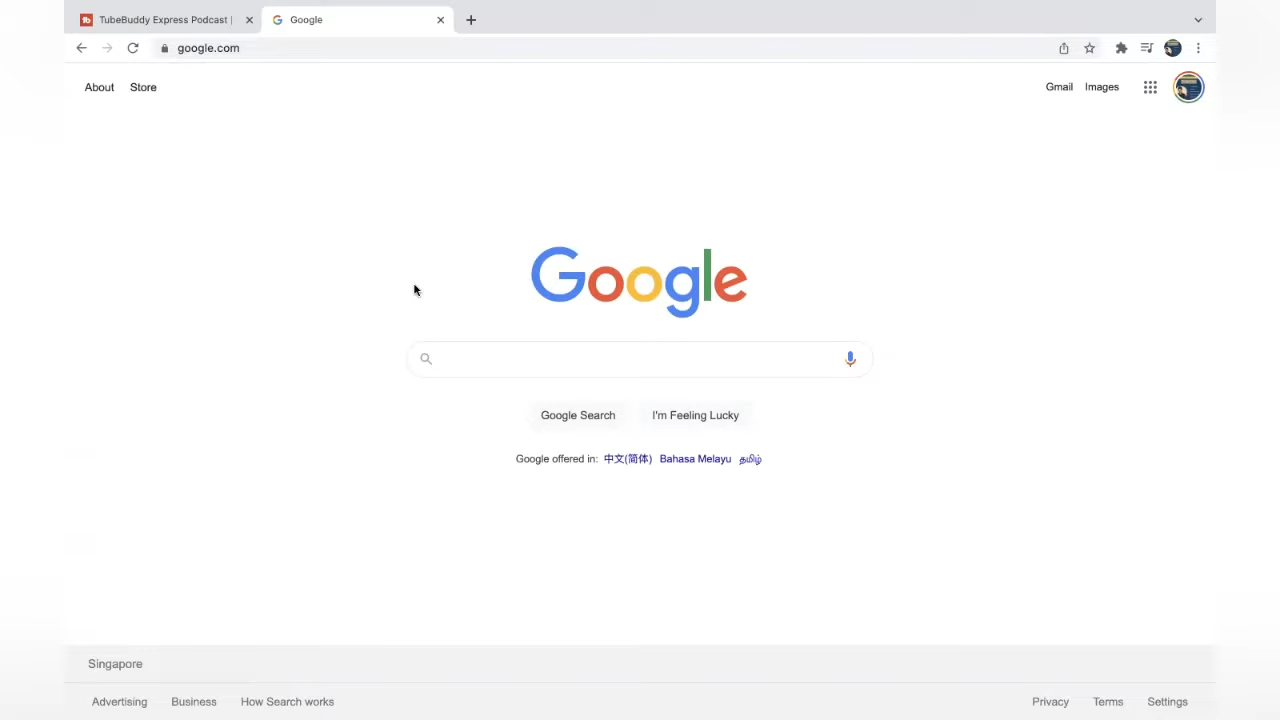 TubeBuddy Express Podcast |
Google
google.com
About Store
Gmail Images
Google
Google Search I'm Feeling Lucky
Google offered in: 中文(简体) Bahasa Melayu தமிழ்
Singapore
Advertising Business How Search works
Privacy Terms Settings